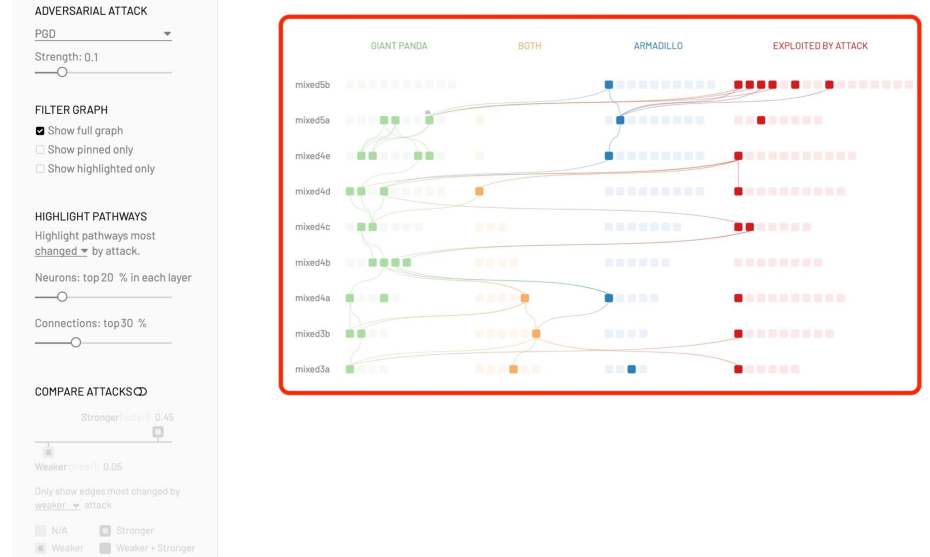 ADVERSARIAL ATTACK
PGD
Strength: 0.1
FILTER GRAPH
Show full graph
Show pinned only
Show highlighted only
HIGHLIGHT PATHWAYS
Highlight pathways most
changed by attack.
Neurons: top 20 % in each layer
Connections: top 30 %
COMPARE ATTACKS
Stronger (outer): 0.45
Weaker (inner): 0.05
Only show edges most changed by
weaker attack
N/A Stronger
Weaker Weaker + Stronger
GIANT PANDA BOTH ARMADILLO EXPLOITED BY ATTACK
mixed5b
mixed5a
mixed4e
mixed4d
mixed4c
mixed4b
mixed4a
mixed3b
mixed3a